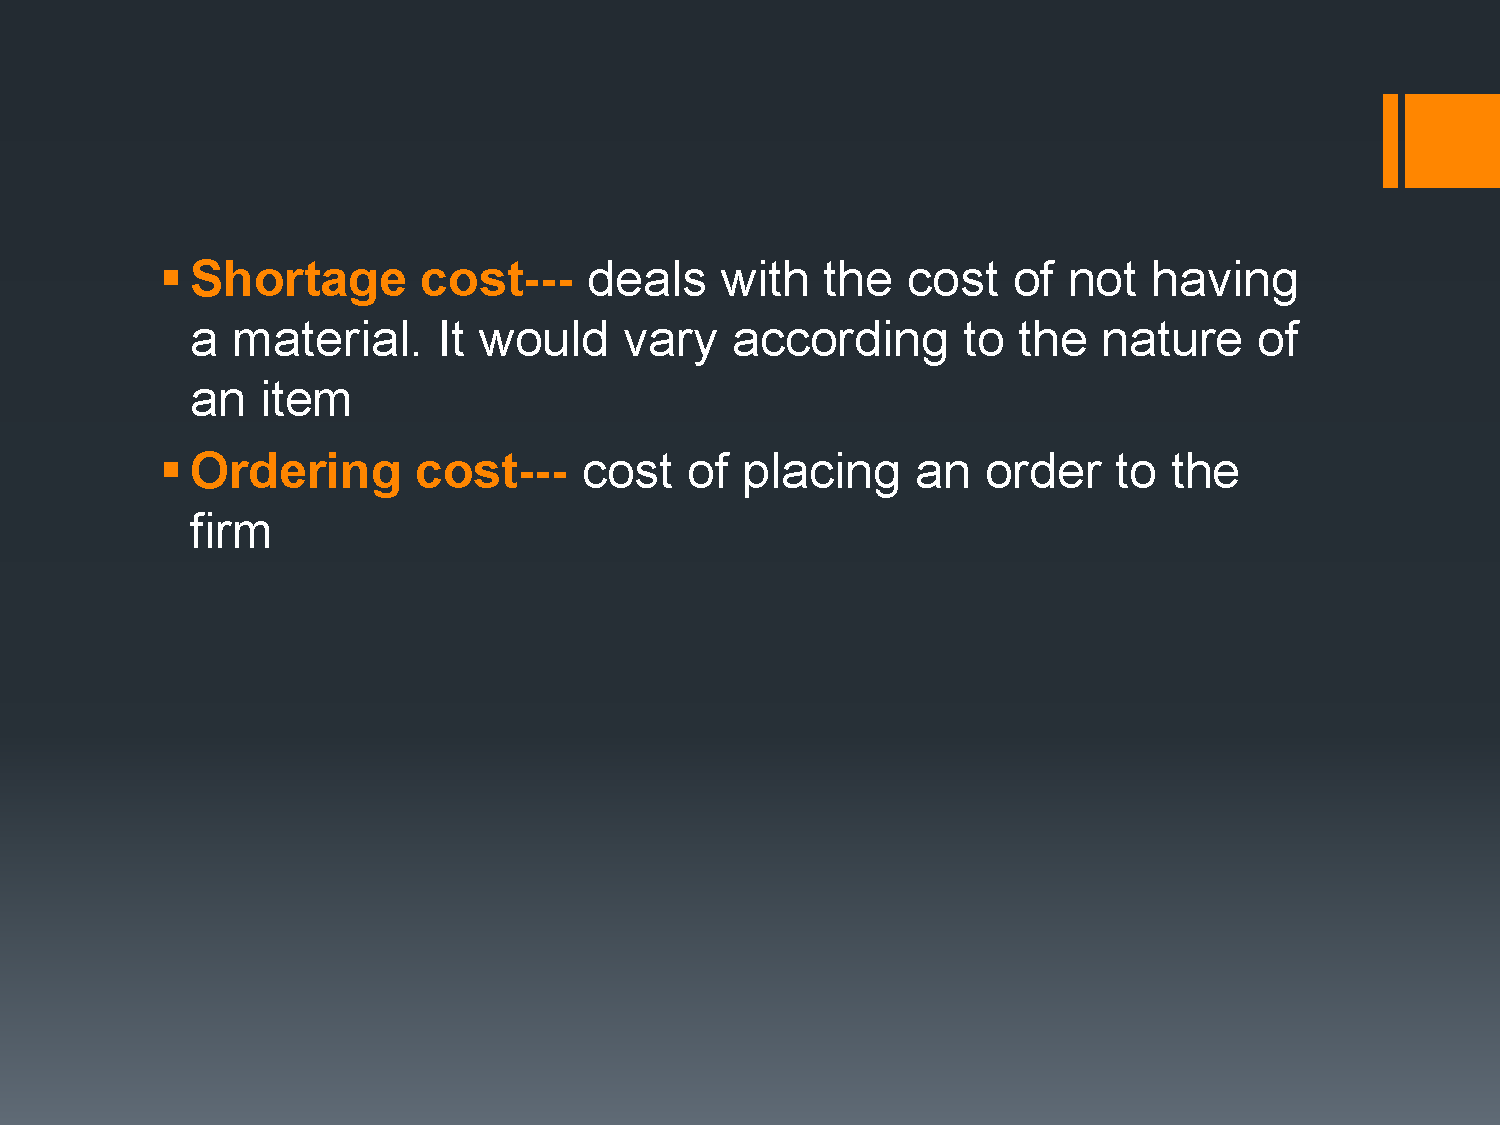 ▪ Shortage cost--- deals with the cost of not having
a material. It would vary according to the nature of
an item
▪ Ordering cost--- cost of placing an order to the
firm